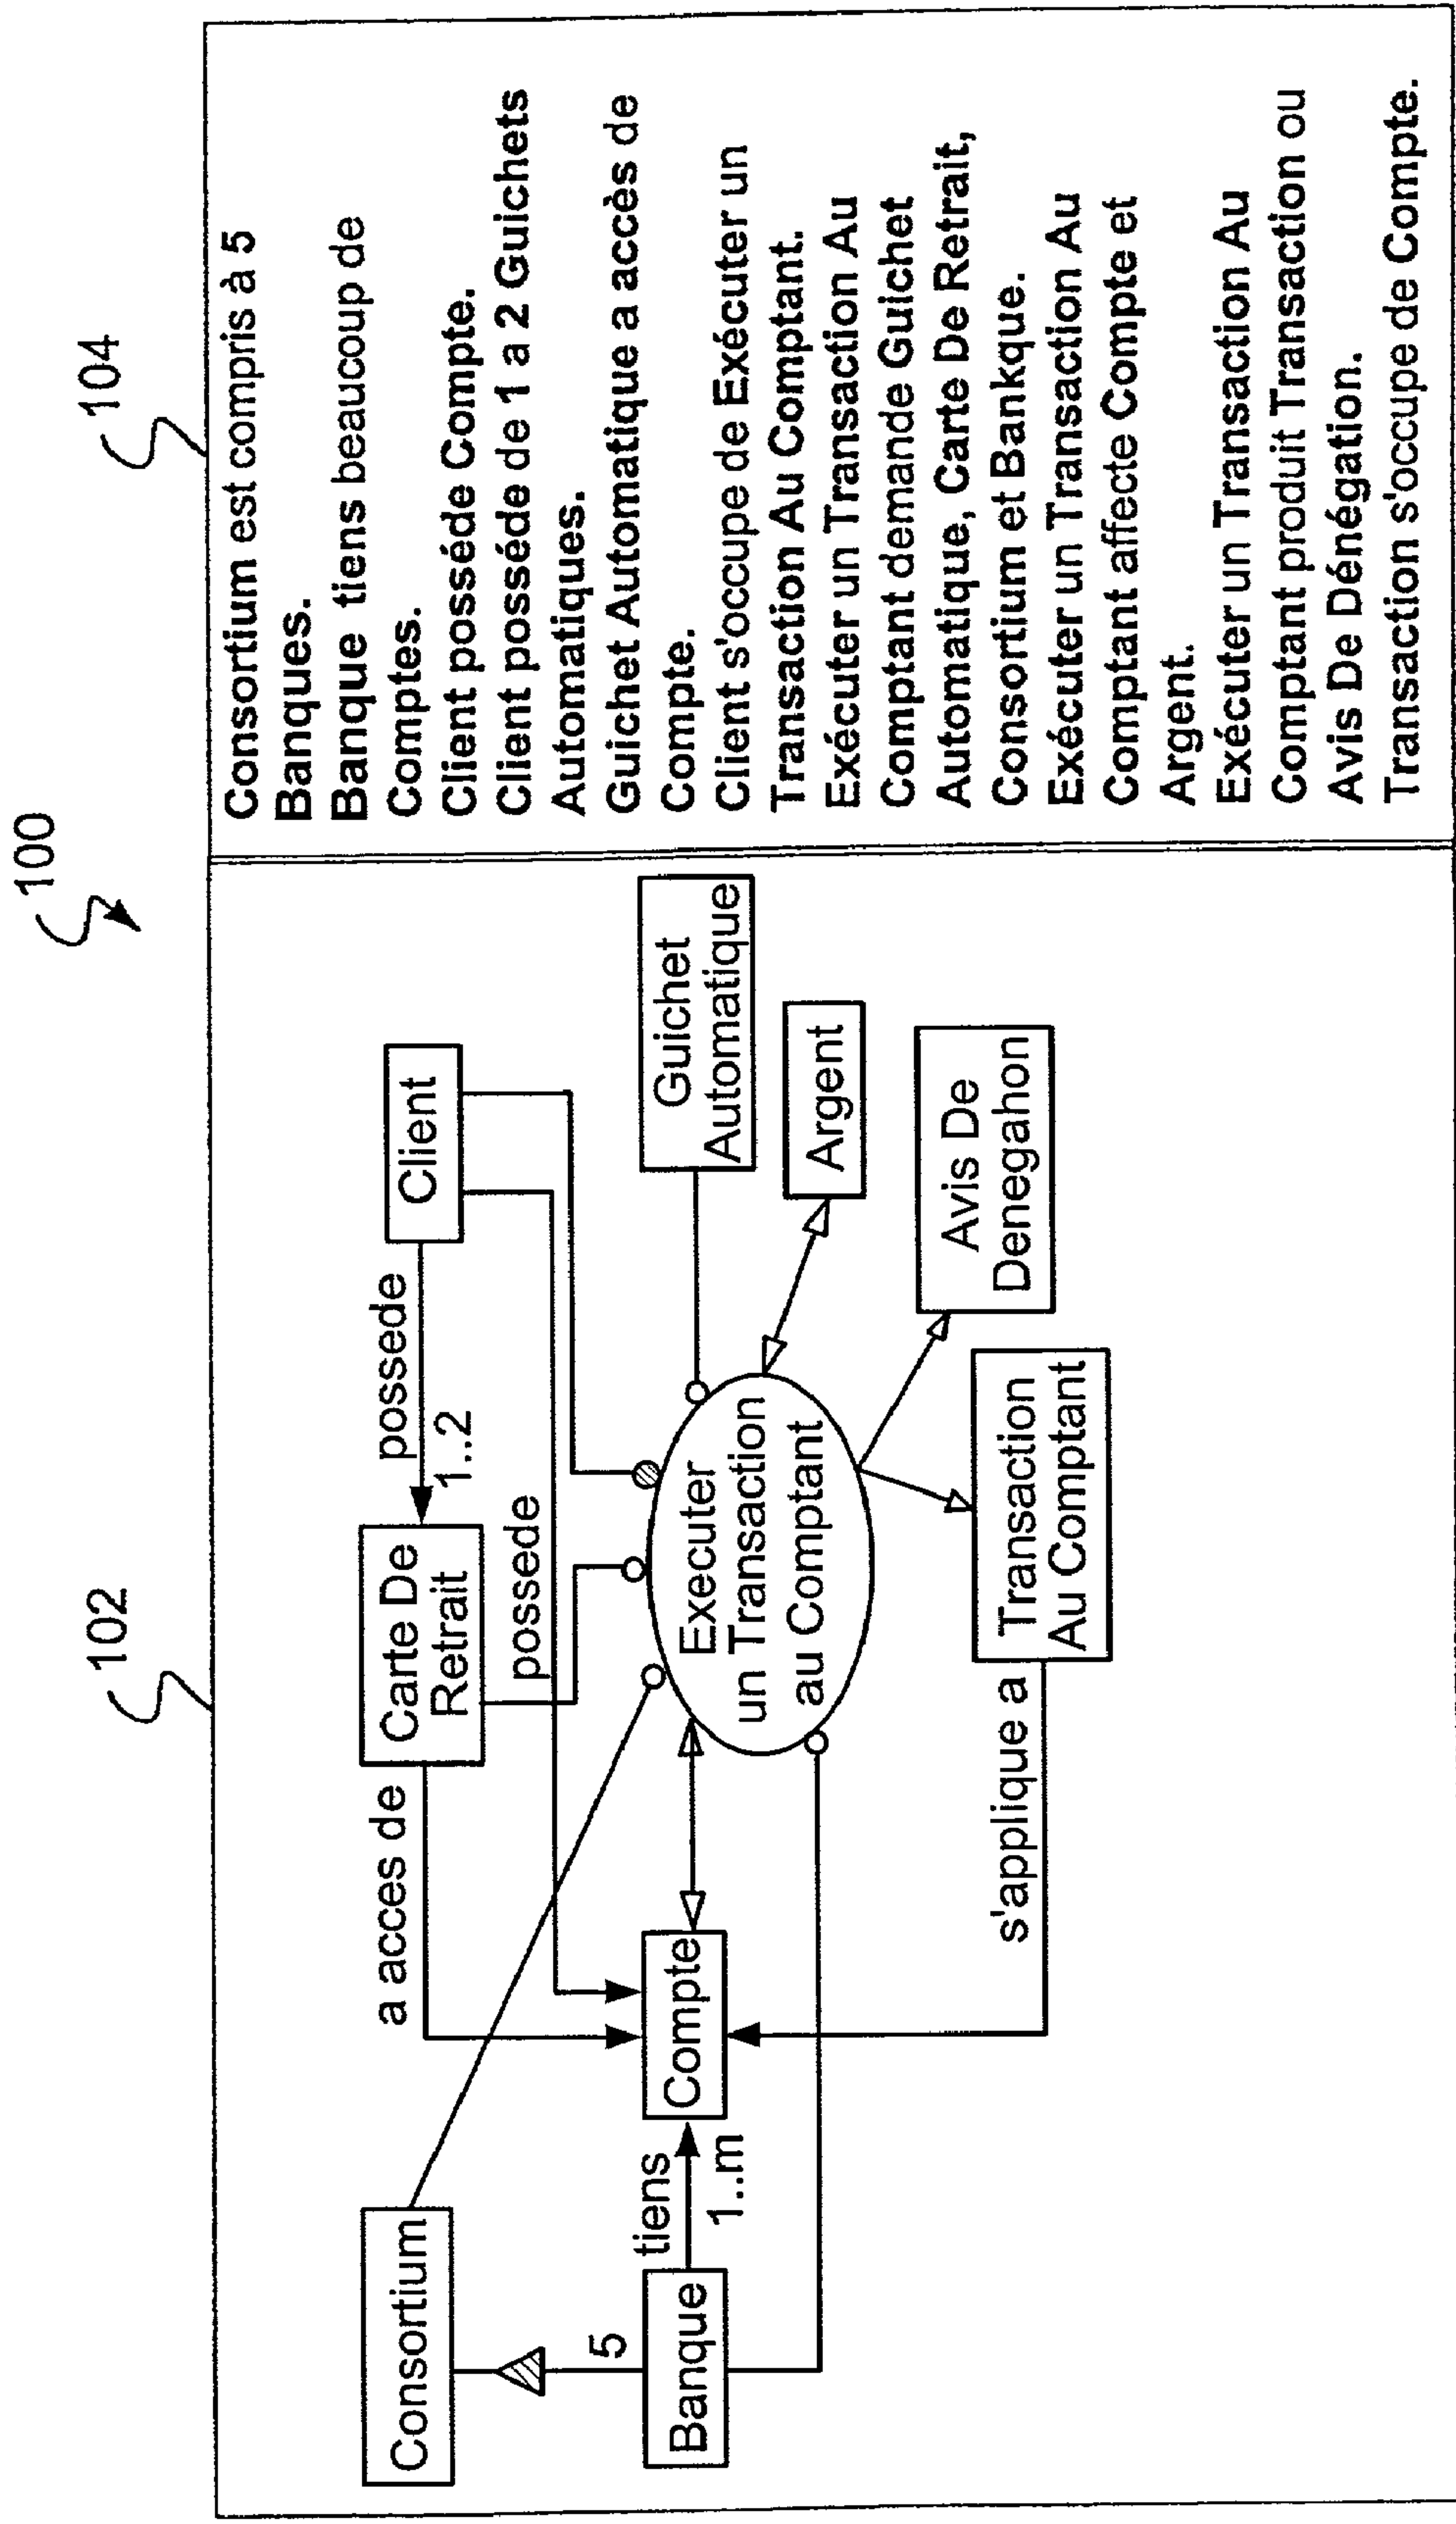 100
102
104
Consortium
5
Banque
tiens
1..m
Compte
a acces de
Carte De
Retrait
possede
1..2
possede
Client
Executer
un Transaction
au Comptant
Guichet
Automatique
Argent
Avis De
Denegahon
Transaction
Au Comptant
s'applique a
Consortium est compris à 5
Banques.
Banque tiens beaucoup de
Comptes.
Client posséde Compte.
Client posséde de 1 a 2 Guichets
Automatiques.
Guichet Automatique a accès de
Compte.
Client s'occupe de Exécuter un
Transaction Au Comptant.
Exécuter un Transaction Au
Comptant demande Guichet
Automatique, Carte De Retrait,
Consortium et Bankque.
Exécuter un Transaction Au
Comptant affecte Compte et
Argent.
Exécuter un Transaction Au
Comptant produit Transaction ou
Avis De Dénégation.
Transaction s'occupe de Compte.